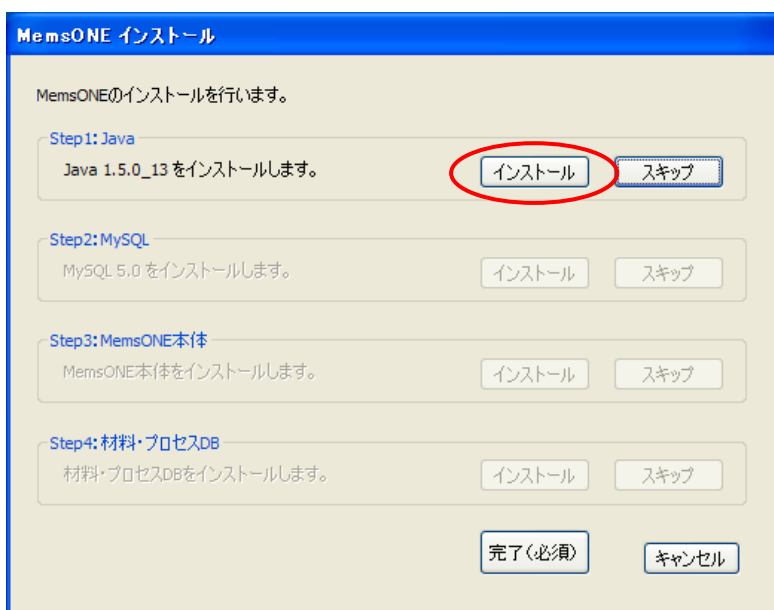 MemsONE インストール
MemsONEのインストールを行います。
Step1:Java
Java 1.5.0_13 をインストールします。 インストール スキップ
Step2:MySQL
MySQL 5.0 をインストールします。 インストール スキップ
Step3:MemsONE本体
MemsONE本体をインストールします。 インストール スキップ
Step4:材料・プロセスDB
材料・プロセスDBをインストールします。 インストール スキップ
完了(必須) キャンセル